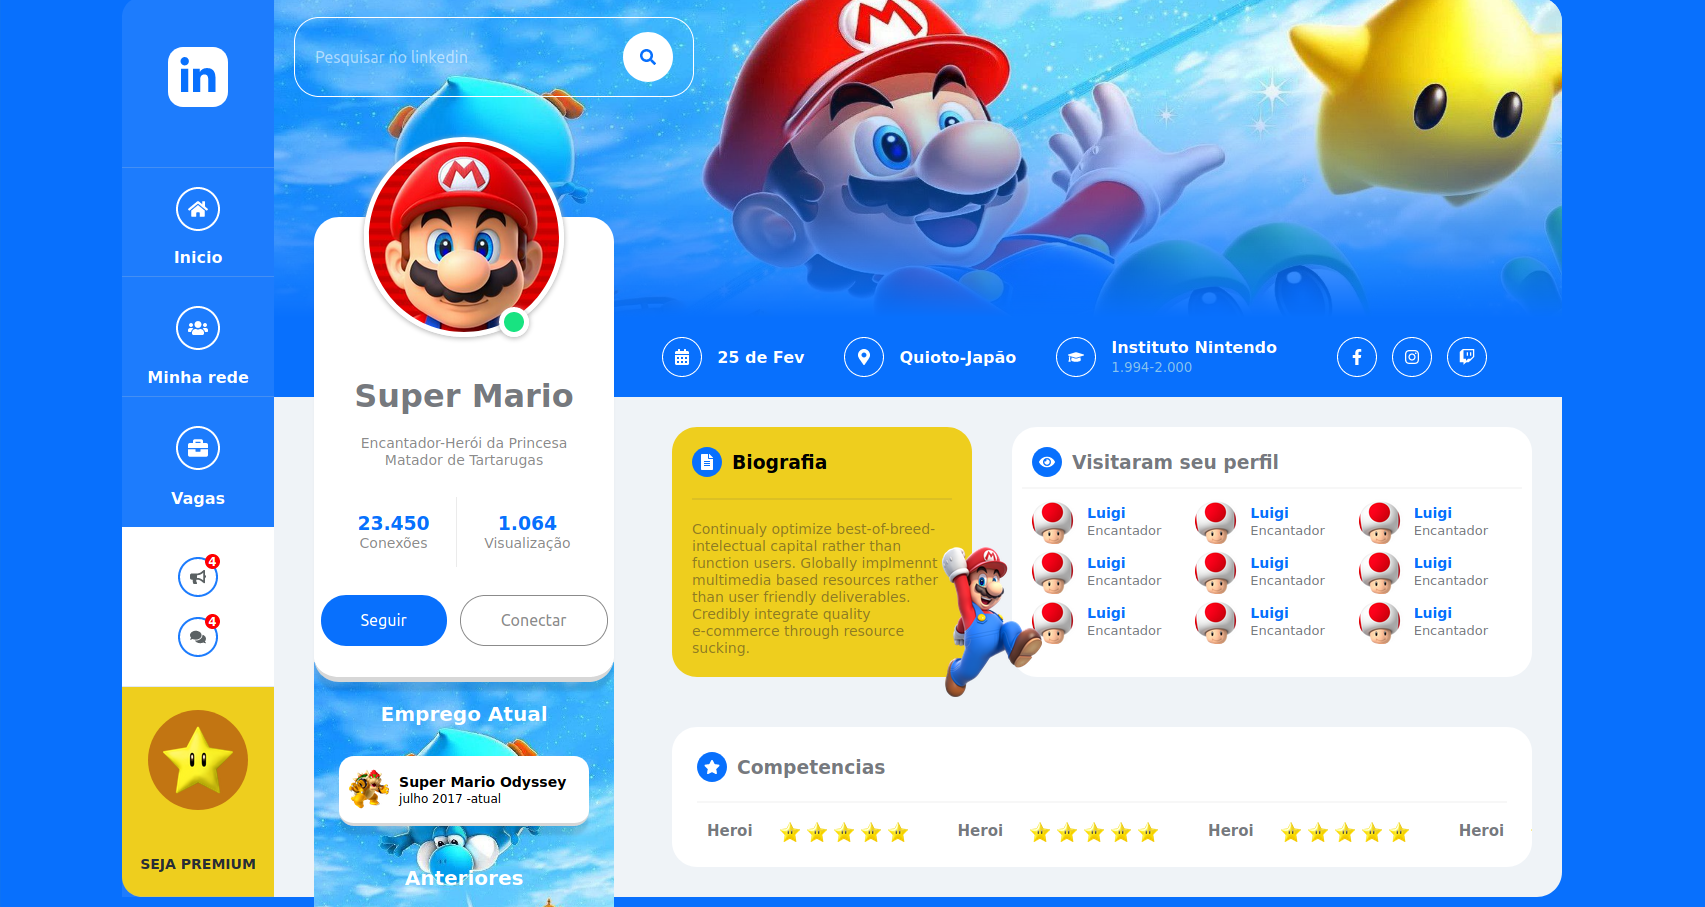 in
Inicio
Minha rede
Vagas
4
4
SEJA PREMIUM
Pesquisar no linkedin
M
M
Super Mario
Encantador-Herói da Princesa
Matador de Tartarugas
23.450
Conexões
1.064
Visualização
Seguir
Conectar
Emprego Atual
Super Mario Odyssey
julho 2017 -atual
Anteriores
25 de Fev
Quioto-Japão
Instituto Nintendo
1.994-2.000
Biografia
Continualy optimize best-of-breed-
intelectual capital rather than
function users. Globally implmennt
multimedia based resources rather
than user friendly deliverables.
Credibly integrate quality
e-commerce through resource
sucking.
M
Visitaram seu perfil
Luigi
Encantador
Luigi
Encantador
Luigi
Encantador
Luigi
Encantador
Luigi
Encantador
Luigi
Encantador
Luigi
Encantador
Luigi
Encantador
Luigi
Encantador
Competencias
Heroi
Heroi
Heroi
Heroi